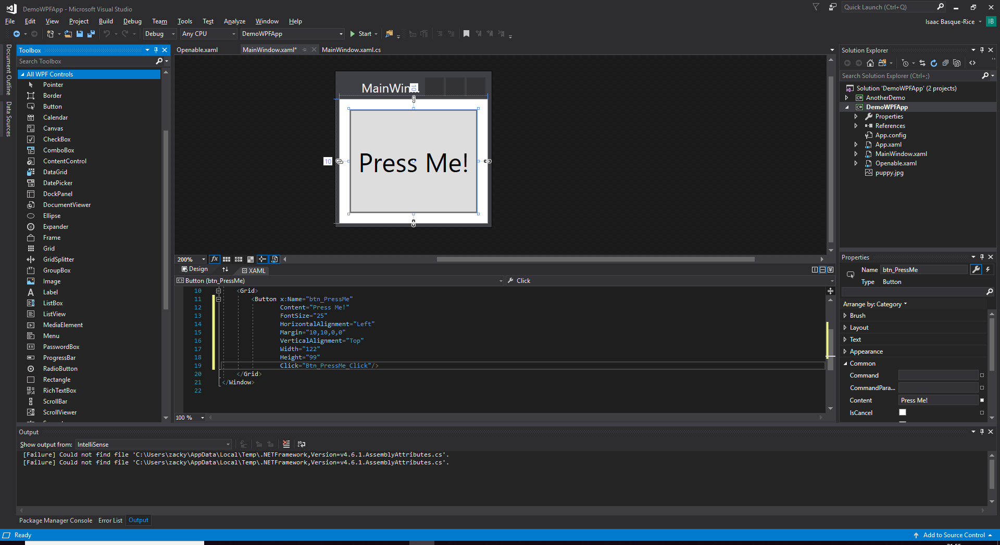 DemoWPFApp - Microsoft Visual Studio
Quick Launch (Ctrl+Q)
File Edit View Project Build Debug Team Tools Test Analyze Window Help
Isaac Basque-Rice IB
Debug Any CPU DemoWPFApp Start
Document Outline
Data Sources
Toolbox
Search Toolbox
All WPF Controls
Pointer
Border
Button
Calendar
Canvas
CheckBox
ComboBox
ContentControl
DataGrid
DatePicker
DockPanel
DocumentViewer
Ellipse
Expander
Frame
Grid
GridSplitter
GroupBox
Image
Label
ListBox
ListView
MediaElement
Menu
PasswordBox
ProgressBar
RadioButton
Rectangle
RichTextBox
ScrollBar
ScrollViewer
Openable.xaml MainWindow.xaml* MainWindow.xaml.cs
10
10
Press Me!
200%
Design XAML
Button (btn_PressMe) Click
10 <Grid>
11 <Button x:Name="btn_PressMe"
12 Content="Press Me!"
13 FontSize="25"
14 HorizontalAlignment="Left"
15 Margin="10,10,0,0"
16 VerticalAlignment="Top"
17 Width="122"
18 Height="99"
19 Click="Btn_PressMe_Click"/>
20 </Grid>
21 </Window>
22
100 %
Solution Explorer
Search Solution Explorer (Ctrl+;)
Solution 'DemoWPFApp' (2 projects)
AnotherDemo
DemoWPFApp
Properties
References
App.config
App.xaml
MainWindow.xaml
Openable.xaml
puppy.jpg
Properties
Name btn_PressMe
Type Button
Arrange by: Category
Brush
Layout
Text
Appearance
Common
Command
CommandPara...
Content Press Me!
IsCancel
Output
Show output from: IntelliSense
[Failure] Could not find file 'C:\Users\zacky\AppData\Local\Temp\.NETFramework,Version=v4.6.1.AssemblyAttributes.cs'.
[Failure] Could not find file 'C:\Users\zacky\AppData\Local\Temp\.NETFramework,Version=v4.6.1.AssemblyAttributes.cs'.
Package Manager Console Error List Output
Ready
Add to Source Control